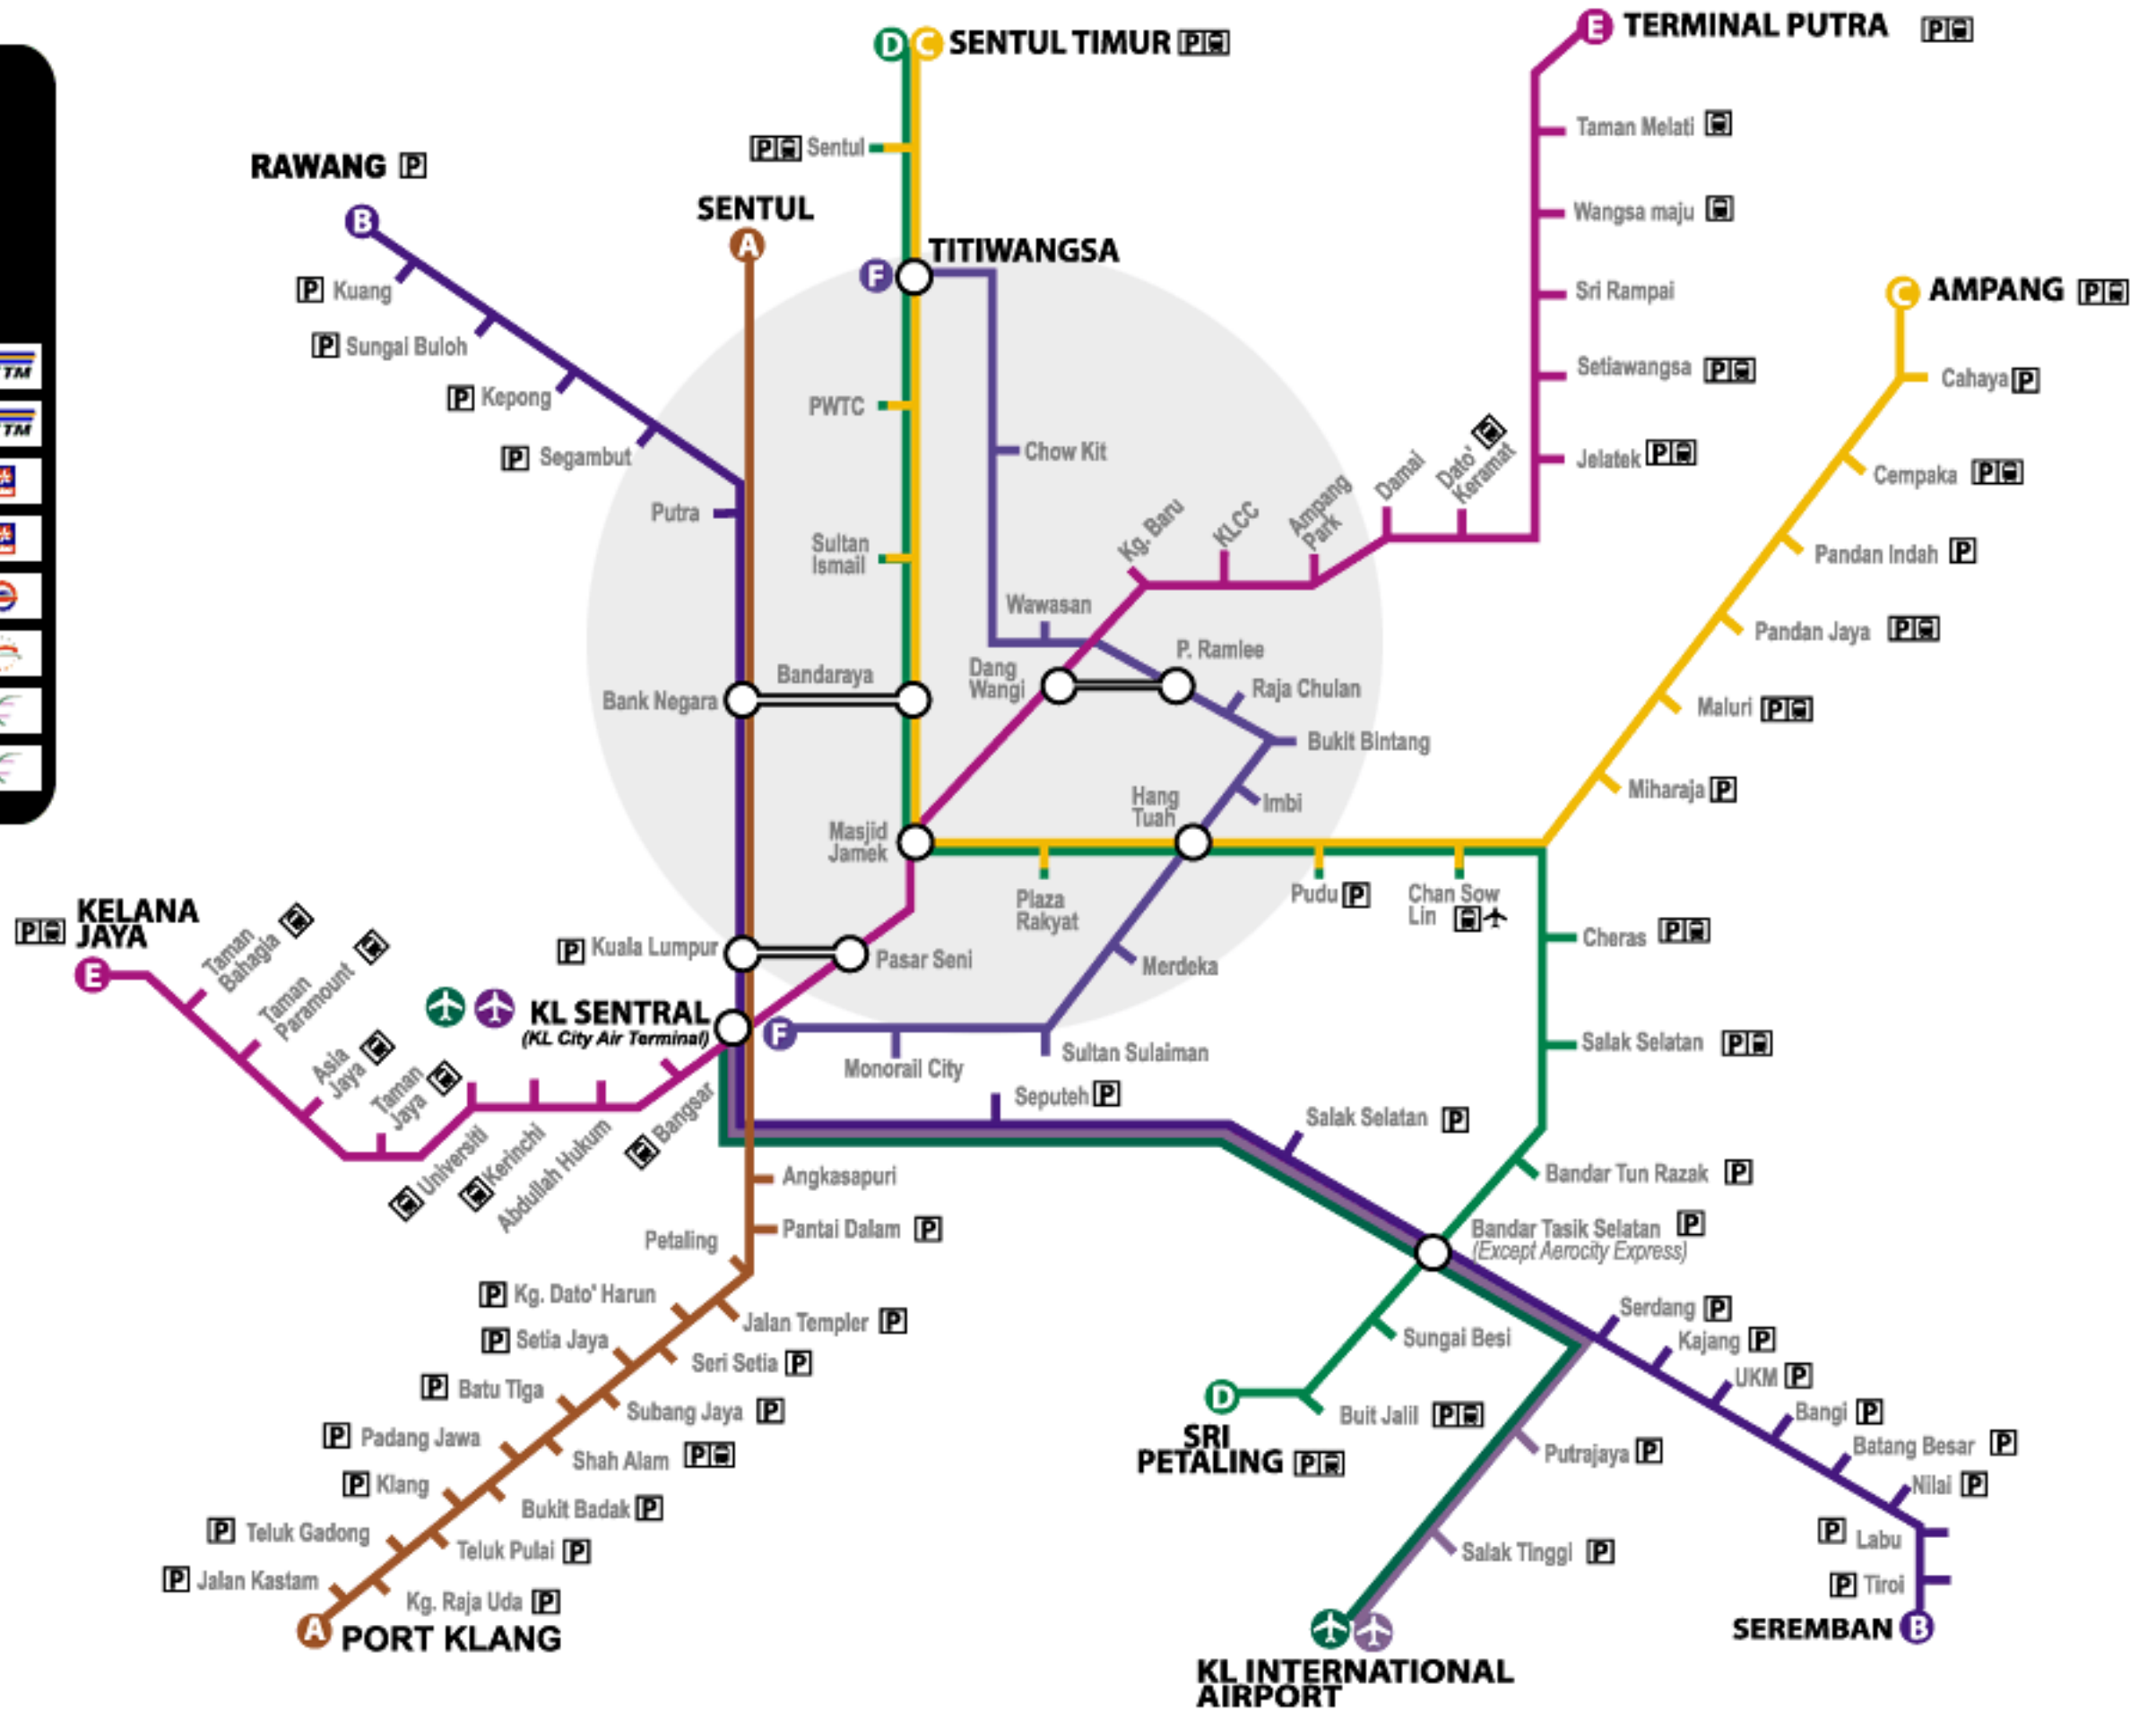 D C SENTUL TIMUR P
E TERMINAL PUTRA P
P Sentul
Taman Melati
RAWANG P
SENTUL
Wangsa maju
B
A
TITIWANGSA
F
P Kuang
Sri Rampai
C AMPANG P
P Sungai Buloh
Setiawangsa P
Cahaya P
P Kepong
PWTC
Chow Kit
P Segambut
Jelatek P
Damai
Dato'
Keramat
Cempaka P
Putra
Kg. Baru
KLCC
Ampang
Park
Sultan
Ismail
Pandan Indah P
Wawasan
Pandan Jaya P
P. Ramlee
Dang
Wangi
Bandaraya
Bank Negara
Raja Chulan
Maluri P
Bukit Bintang
Hang
Tuah
Imbi
Miharaja P
Masjid
Jamek
Plaza
Rakyat
Pudu P
Chan Sow
Lin
TM
TM
P KELANA
JAYA
E
Taman
Bahagia
Taman
Paramount
Asia
Jaya
Taman
Jaya
Universiti
Kerinchi
Abdullah Hukum
Bangsar
P Kuala Lumpur
Pasar Seni
Merdeka
Cheras P
KL SENTRAL
(KL City Air Terminal)
F
Monorail City
Sultan Sulaiman
Salak Selatan P
Seputeh P
Salak Selatan P
Angkasapuri
Bandar Tun Razak P
Pantai Dalam P
Bandar Tasik Selatan P
(Except Aerocity Express)
Petaling
P Kg. Dato' Harun
Jalan Templer P
P Setia Jaya
Seri Setia P
P Batu Tiga
Subang Jaya P
P Padang Jawa
Shah Alam P
P Klang
Bukit Badak P
P Teluk Gadong
Teluk Pulai P
P Jalan Kastam
Kg. Raja Uda P
A PORT KLANG
Serdang P
Kajang P
UKM P
Bangi P
Batang Besar P
Nilai P
P Labu
P Tiroi
SEREMBAN B
Sungai Besi
D
SRI
PETALING P
Buit Jalil P
Putrajaya P
Salak Tinggi P
KL INTERNATIONAL
AIRPORT